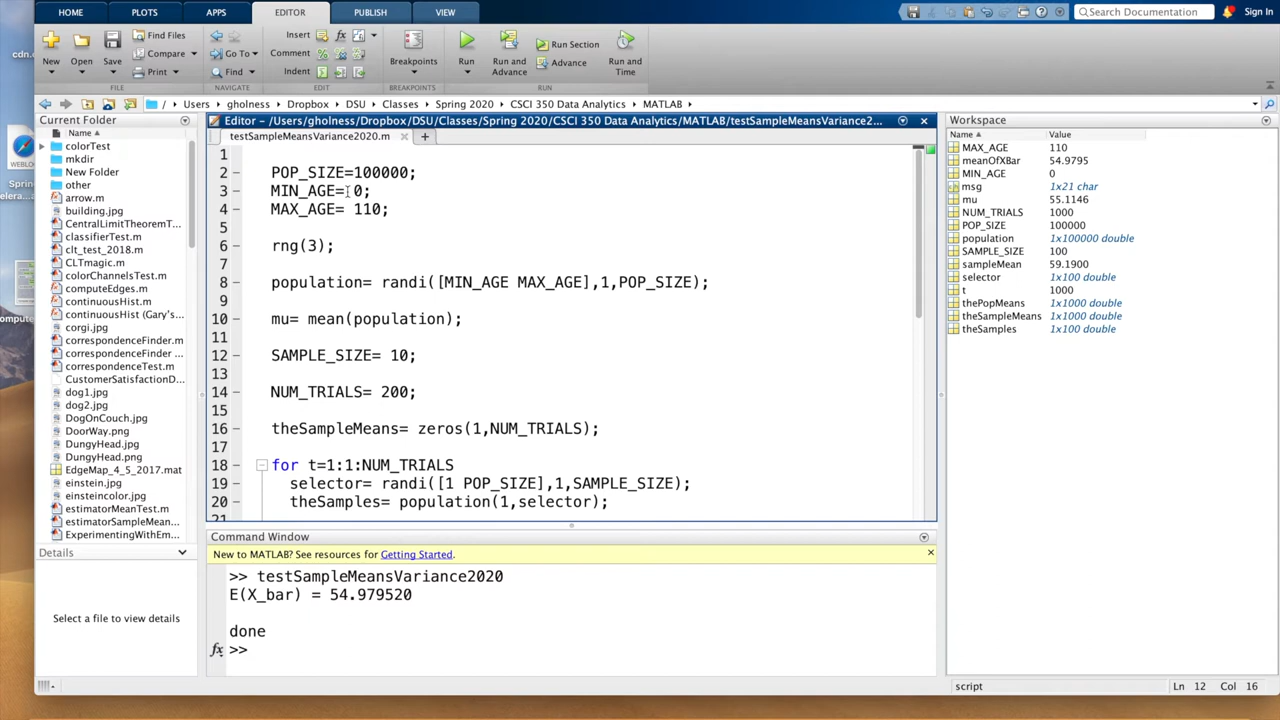 HOME PLOTS APPS EDITOR PUBLISH VIEW Search Documentation Sign In
cdn.c
New Open Save Find Files Compare Print Go To Find Insert Comment Indent fx Breakpoints Run Run and Advance Run Section Advance Run and Time
FILE NAVIGATE EDIT BREAKPOINTS RUN
/ Users gholness Dropbox DSU Classes Spring 2020 CSCI 350 Data Analytics MATLAB
Current Folder
Name
colorTest
mkdir
New Folder
other
arrow.m
building.jpg
CentralLimitTheoremT...
classifierTest.m
clt_test_2018.m
CLTmagic.m
colorChannelsTest.m
computeEdges.m
continuousHist.m
continuousHist (Gary's...
corgi.jpg
correspondenceFinder.m
correspondenceFinder ...
correspondenceTest.m
CustomerSatisfactionD...
dog1.jpg
dog2.jpg
DogOnCouch.jpg
DoorWay.png
DungyHead.jpg
DungyHead.png
EdgeMap_4_5_2017.mat
einstein.jpg
einsteincolor.jpg
estimatorMeanTest.m
estimatorSampleMean...
ExperimentingWithEm...
Details
Select a file to view details
Editor - /Users/gholness/Dropbox/DSU/Classes/Spring 2020/CSCI 350 Data Analytics/MATLAB/testSampleMeansVariance2...
testSampleMeansVariance2020.m
1
2 POP_SIZE=100000;
3 MIN_AGE= 0;
4 MAX_AGE= 110;
5
6 rng(3);
7
8 population= randi([MIN_AGE MAX_AGE],1,POP_SIZE);
9
10 mu= mean(population);
11
12 SAMPLE_SIZE= 10;
13
14 NUM_TRIALS= 200;
15
16 theSampleMeans= zeros(1,NUM_TRIALS);
17
18 for t=1:1:NUM_TRIALS
19 selector= randi([1 POP_SIZE],1,SAMPLE_SIZE);
20 theSamples= population(1,selector);
21
Command Window
New to MATLAB? See resources for Getting Started.
>> testSampleMeansVariance2020
E(X_bar) = 54.979520
done
fx >>
Workspace
Name Value
MAX_AGE 110
meanOfXBar 54.9795
MIN_AGE 0
msg 1x21 char
mu 55.1146
NUM_TRIALS 1000
POP_SIZE 100000
population 1x100000 double
SAMPLE_SIZE 100
sampleMean 59.1900
selector 1x100 double
t 1000
thePopMeans 1x1000 double
theSampleMeans 1x1000 double
theSamples 1x100 double
script Ln 12 Col 16